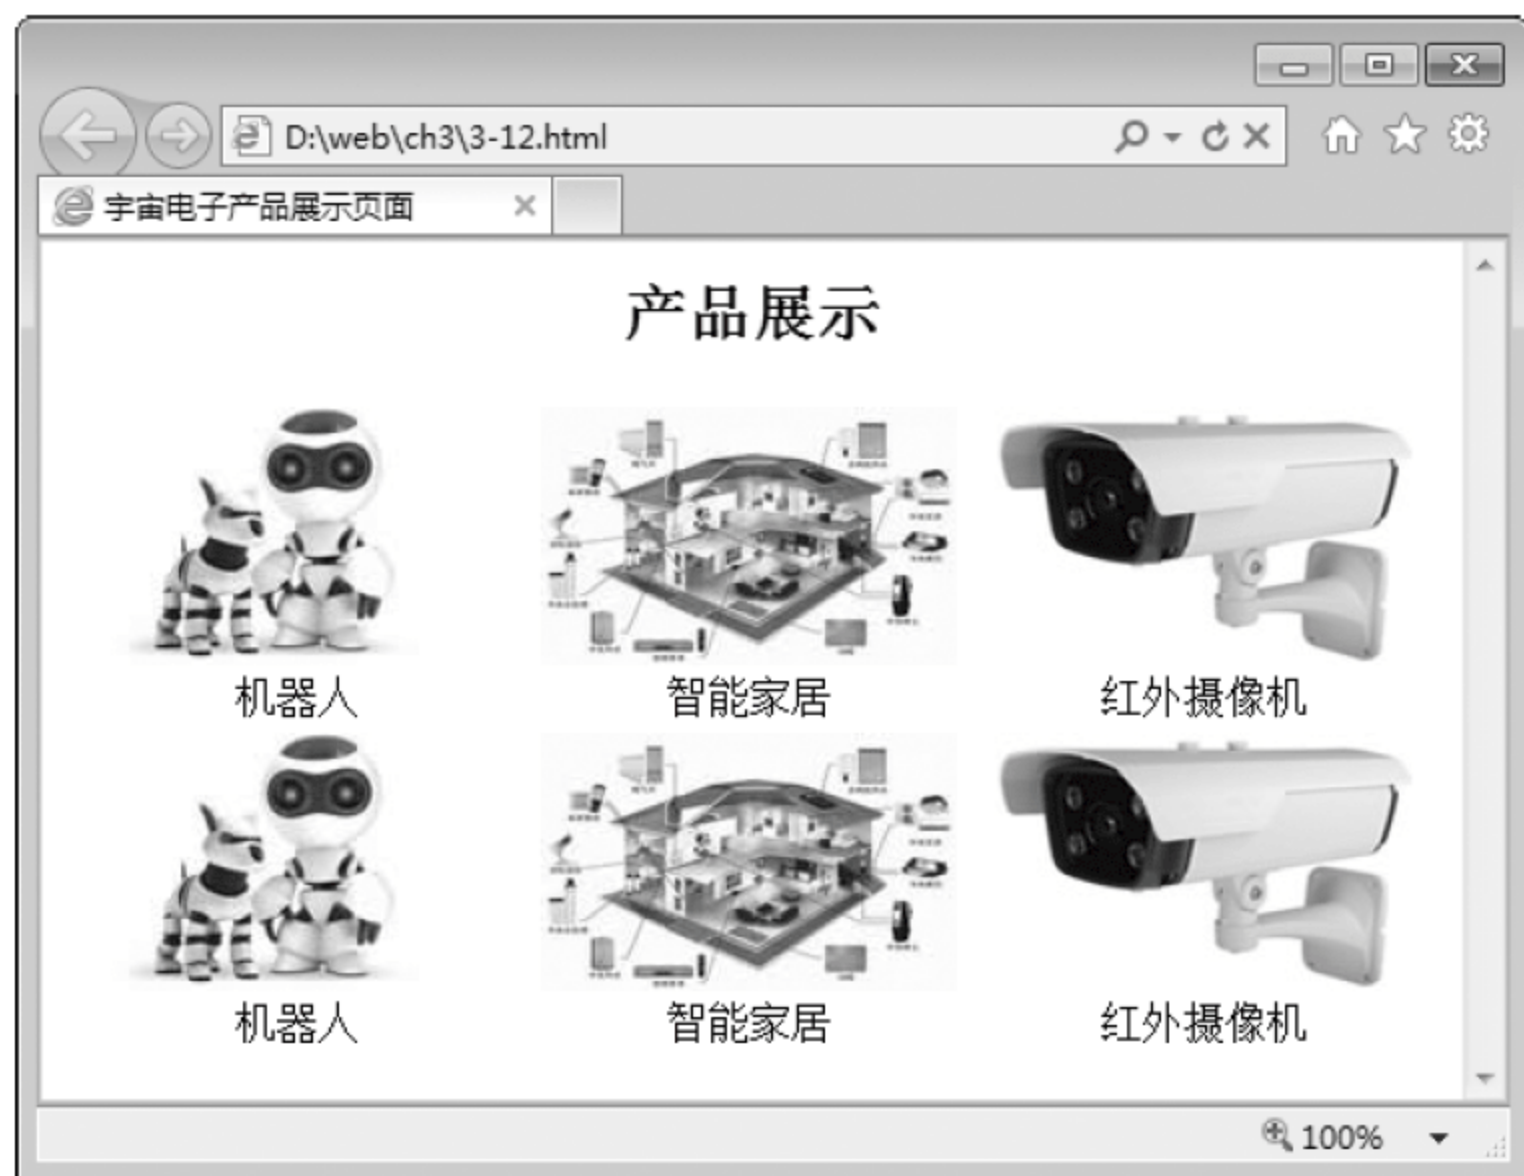 D:\web\ch3\3-12.html
宇宙电子产品展示页面
产品展示
机器人 智能家居 红外摄像机
机器人 智能家居 红外摄像机
100%